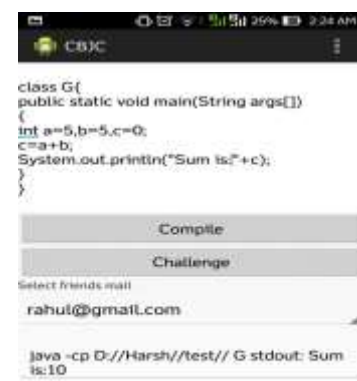 29% 2:24 AM
CBJC
class G{
public static void main(String args[])
{
int a=5,b=5,c=0;
c=a+b;
System.out.println("Sum is:"+c);
}
}
Compile
Challenge
Select friends mail
rahul@gmail.com
java -cp D://Harsh//test// G stdout: Sum
is:10